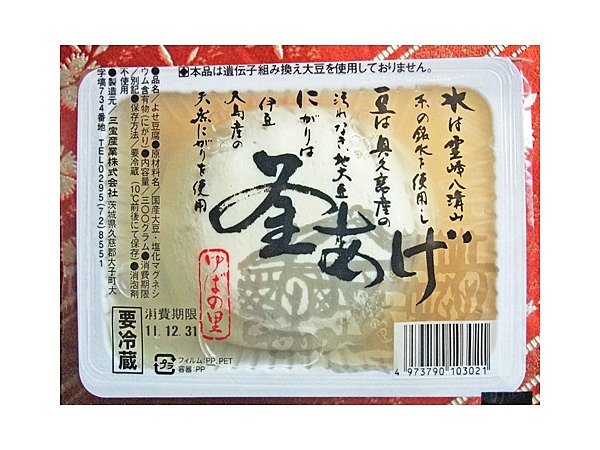 ✥本品は遺伝子組み換え大豆を使用しておりません。
水は霊峰八溝山
系の銘水を使用し
豆は奥久慈産の
汚れなき地大豆
にがりは
伊豆
大島産の
天然にがりを使用
釜あげ
ゆばの里
●品名/よせ豆腐●原材料名/国産大豆・塩化マグネシ
ウム含有物(にがり)●内容量/三〇〇グラム●消費期限
/別記●保存方法/要冷蔵(10℃前後にて保存)●消泡剤
不使用
●製造元/三宝産業株式会社 茨城県久慈郡大子町大
字塙734番地 TEL0295(72)8551
消費期限
11.12.31
要冷蔵
プラ
フィルム:PP, PET
容器:PP
4 973790 103021